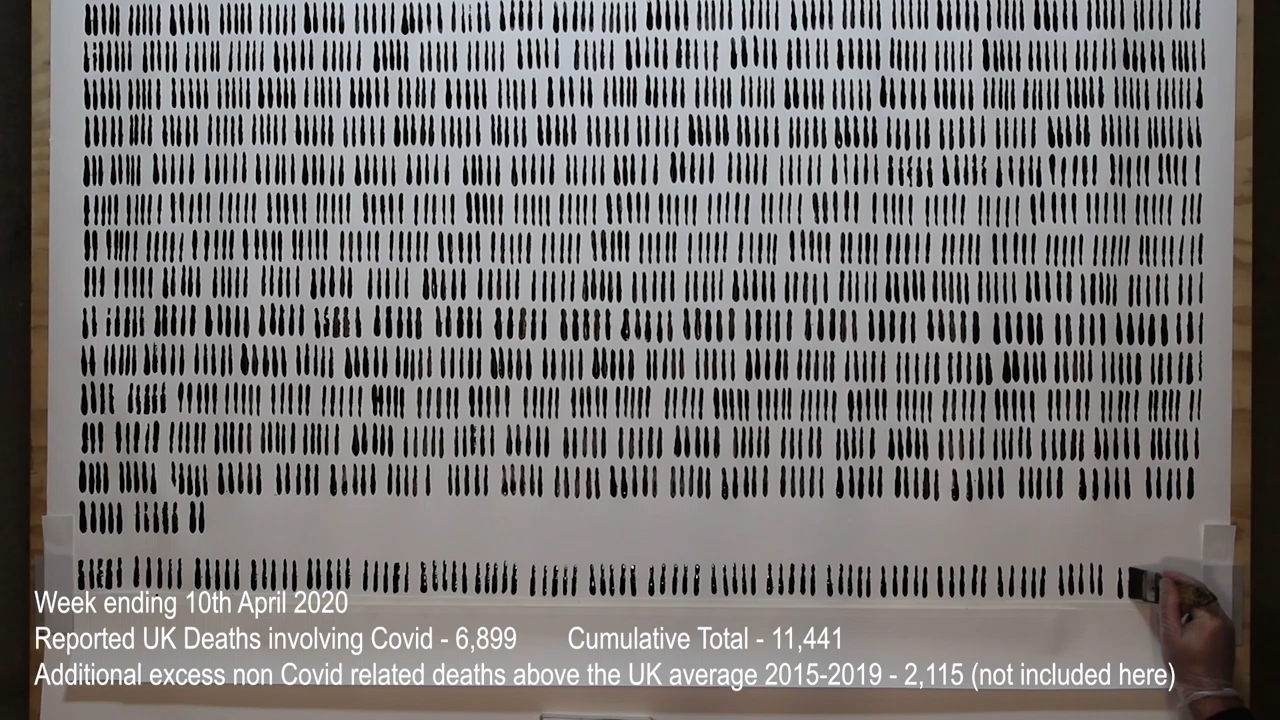 Week ending 10th April 2020
Reported UK Deaths involving Covid - 6,899 Cumulative Total - 11,441
Additional excess non Covid related deaths above the UK average 2015-2019 - 2,115 (not included here)